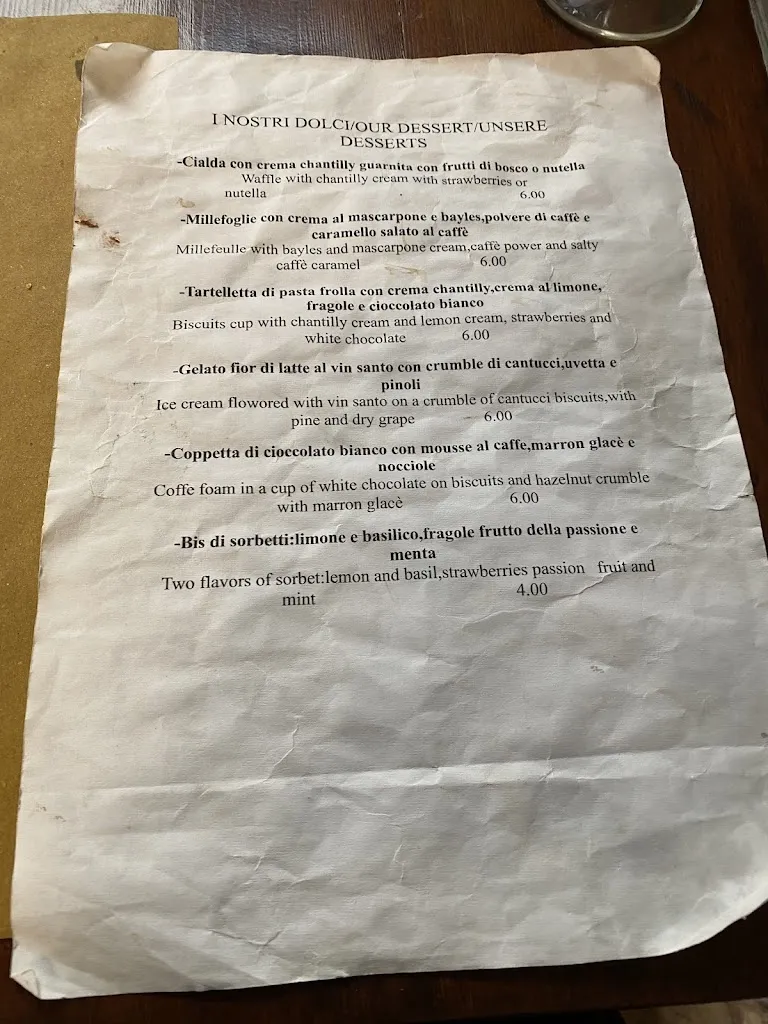 I NOSTRI DOLCI/OUR DESSERT/UNSERE
DESSERTS
-Cialda con crema chantilly guarnita con frutti di bosco o nutella
Waffle with chantilly cream with strawberries or
nutella 6.00
-Millefoglie con crema al mascarpone e bayles,polvere di caffè e
caramello salato al caffè
Millefeulle with bayles and mascarpone cream,caffè power and salty
caffè caramel 6.00
-Tartelletta di pasta frolla con crema chantilly,crema al limone,
fragole e cioccolato bianco
Biscuits cup with chantilly cream and lemon cream, strawberries and
white chocolate 6.00
-Gelato fior di latte al vin santo con crumble di cantucci,uvetta e
pinoli
Ice cream flowored with vin santo on a crumble of cantucci biscuits,with
pine and dry grape 6.00
-Coppetta di cioccolato bianco con mousse al caffe,marron glacè e
nocciole
Coffe foam in a cup of white chocolate on biscuits and hazelnut crumble
with marron glacè 6.00
-Bis di sorbetti:limone e basilico,fragole frutto della passione e
menta
Two flavors of sorbet:lemon and basil,strawberries passion fruit and
mint 4.00